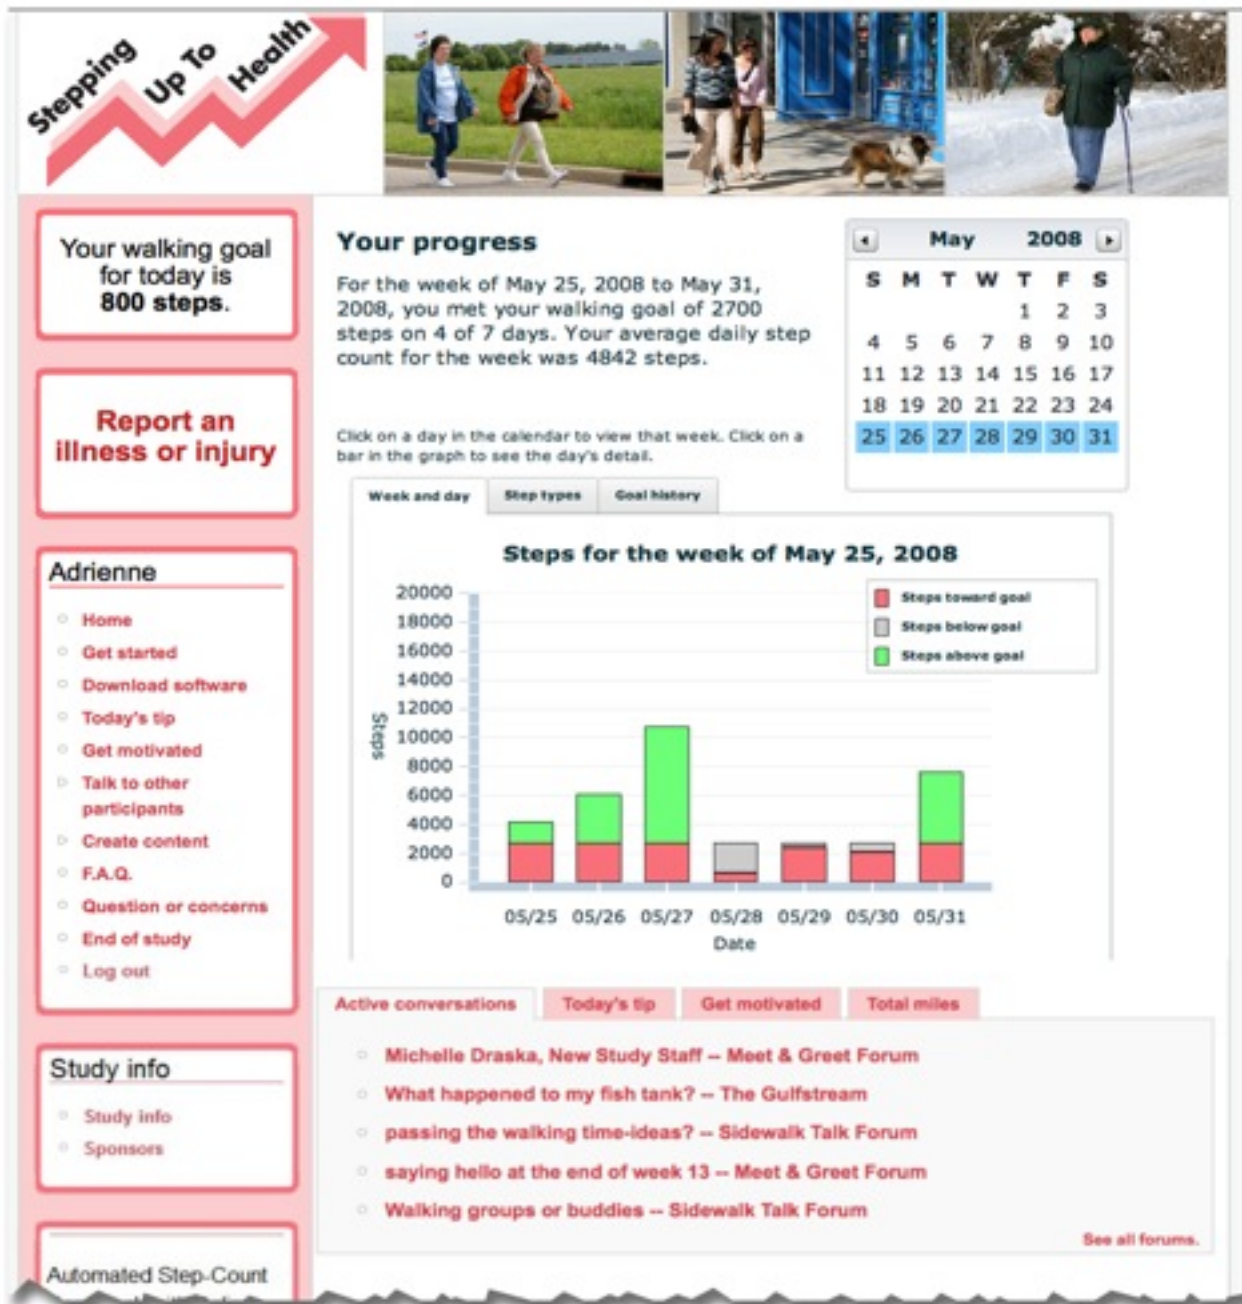 Stepping
Up To
Health
Your walking goal
for today is
800 steps.
Report an
illness or injury
Adrienne
Home
Get started
Download software
Today's tip
Get motivated
Talk to other
participants
Create content
F.A.Q.
Question or concerns
End of study
Log out
Study info
Study info
Sponsors
Automated Step-Count
Your progress
For the week of May 25, 2008 to May 31,
2008, you met your walking goal of 2700
steps on 4 of 7 days. Your average daily step
count for the week was 4842 steps.
Click on a day in the calendar to view that week. Click on a
bar in the graph to see the day's detail.
May 2008
S M T W T F S
1 2 3
4 5 6 7 8 9 10
11 12 13 14 15 16 17
18 19 20 21 22 23 24
25 26 27 28 29 30 31
Week and day Step types Goal history
Steps for the week of May 25, 2008
Steps toward goal
Steps below goal
Steps above goal
20000
18000
16000
14000
12000
10000
8000
6000
4000
2000
0
Steps
05/25 05/26 05/27 05/28 05/29 05/30 05/31
Date
Active conversations Today's tip Get motivated Total miles
Michelle Draska, New Study Staff -- Meet & Greet Forum
What happened to my fish tank? -- The Gulfstream
passing the walking time-ideas? -- Sidewalk Talk Forum
saying hello at the end of week 13 -- Meet & Greet Forum
Walking groups or buddies -- Sidewalk Talk Forum
See all forums.